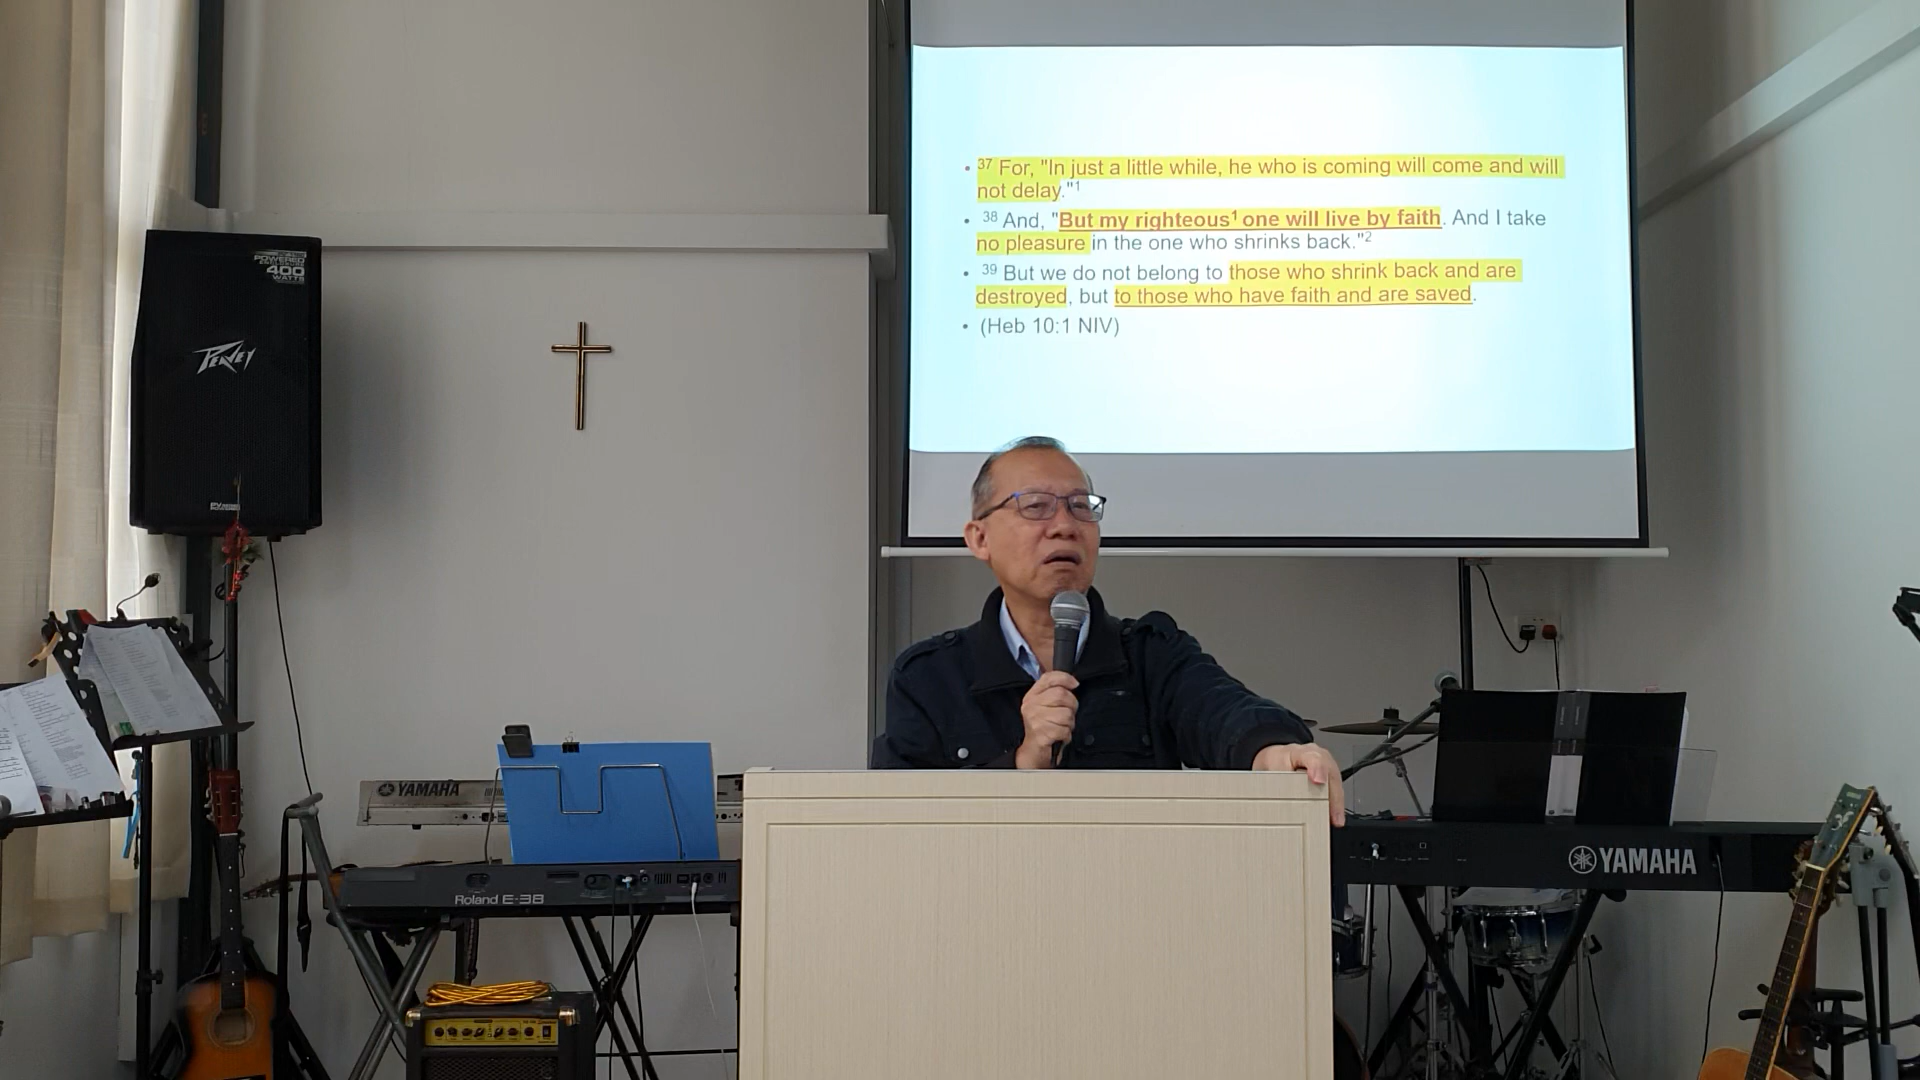 • 37 For, "In just a little while, he who is coming will come and will
not delay."1
• 38 And, "But my righteous1 one will live by faith. And I take
no pleasure in the one who shrinks back."2
• 39 But we do not belong to those who shrink back and are
destroyed, but to those who have faith and are saved.
• (Heb 10:1 NIV)
POWERED
400
WATTS
PEAVEY
YAMAHA
Roland E-38
YAMAHA